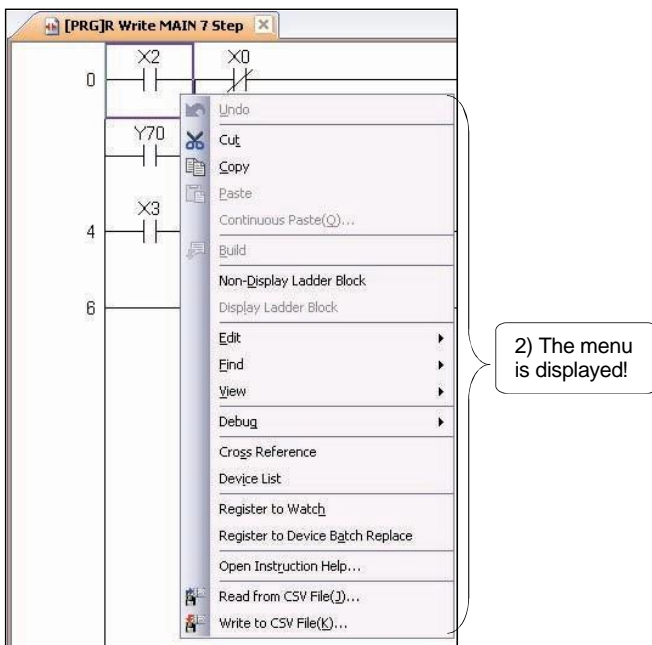 [PRG]R Write MAIN 7 Step
X2 X0
0
Y70
X3
4
6
Undo
Cut
Copy
Paste
Continuous Paste(Q)...
Build
Non-Display Ladder Block
Display Ladder Block
Edit
Find
View
Debug
Cross Reference
Device List
Register to Watch
Register to Device Batch Replace
Open Instruction Help...
Read from CSV File(J)...
Write to CSV File(K)...
2) The menu
is displayed!